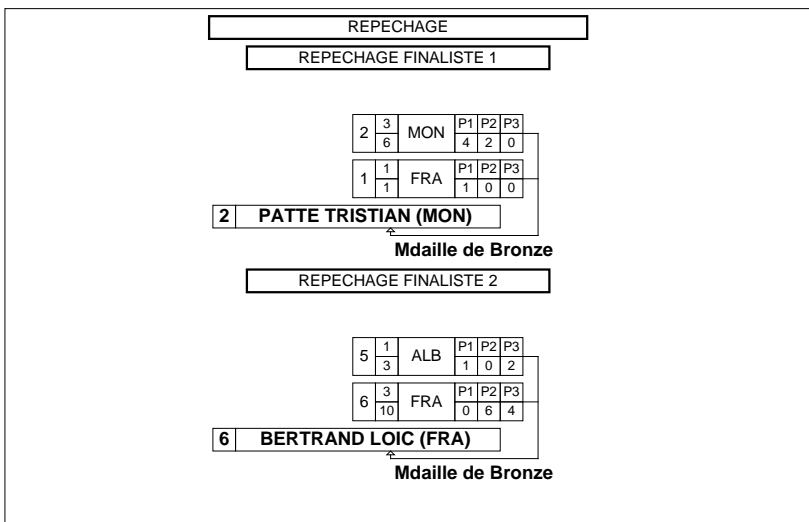 REPECHAGE
REPECHAGE FINALISTE 1
2 3 MON P1 P2 P3
6 4 2 0
1 1 FRA P1 P2 P3
1 1 0 0
2 PATTE TRISTIAN (MON)
Mdaille de Bronze
REPECHAGE FINALISTE 2
5 1 ALB P1 P2 P3
3 1 0 2
6 3 FRA P1 P2 P3
10 0 6 4
6 BERTRAND LOIC (FRA)
Mdaille de Bronze